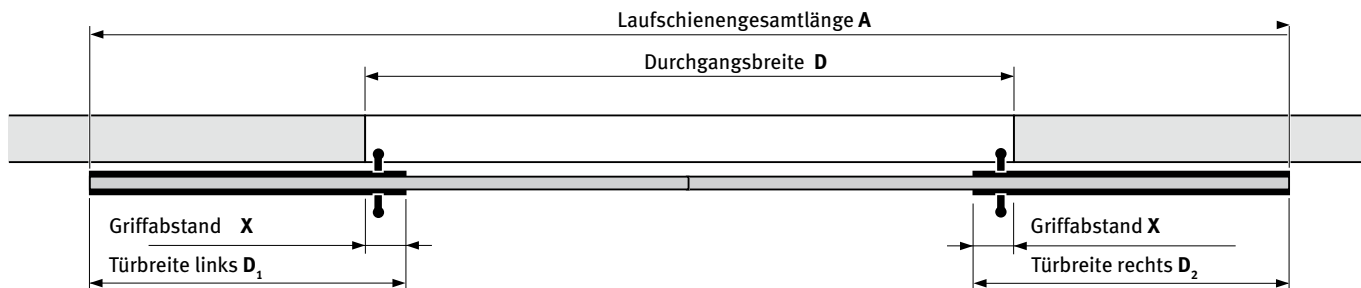 Laufschienengesamtlänge A
Durchgangsbreite D
Griffabstand X
Griffabstand X
Türbreite links D₁
Türbreite rechts D₂